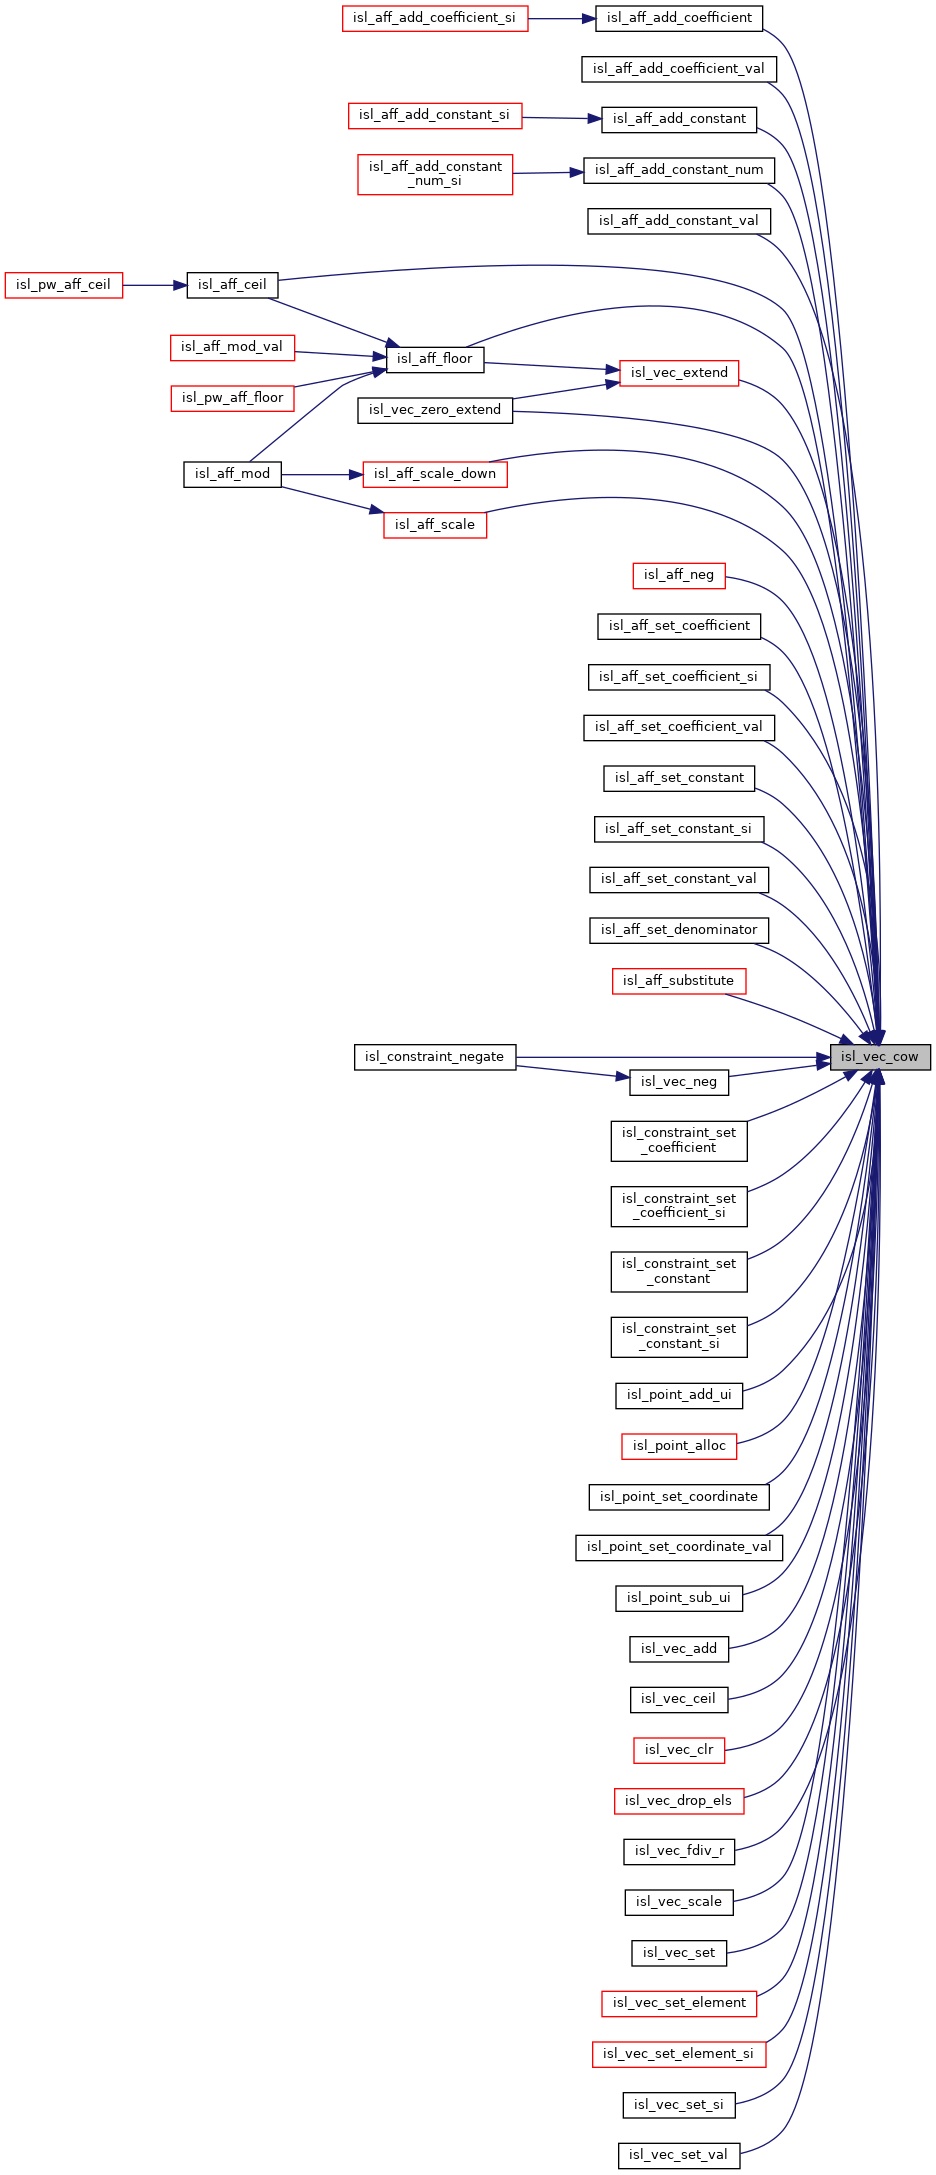 isl_aff_add_coefficient_si
isl_aff_add_coefficient
isl_aff_add_coefficient_val
isl_aff_add_constant_si
isl_aff_add_constant
isl_aff_add_constant
_num_si
isl_aff_add_constant_num
isl_aff_add_constant_val
isl_pw_aff_ceil
isl_aff_ceil
isl_aff_mod_val
isl_aff_floor
isl_vec_extend
isl_pw_aff_floor
isl_vec_zero_extend
isl_aff_mod
isl_aff_scale_down
isl_aff_scale
isl_aff_neg
isl_aff_set_coefficient
isl_aff_set_coefficient_si
isl_aff_set_coefficient_val
isl_aff_set_constant
isl_aff_set_constant_si
isl_aff_set_constant_val
isl_aff_set_denominator
isl_aff_substitute
isl_constraint_negate
isl_vec_cow
isl_vec_neg
isl_constraint_set
_coefficient
isl_constraint_set
_coefficient_si
isl_constraint_set
_constant
isl_constraint_set
_constant_si
isl_point_add_ui
isl_point_alloc
isl_point_set_coordinate
isl_point_set_coordinate_val
isl_point_sub_ui
isl_vec_add
isl_vec_ceil
isl_vec_clr
isl_vec_drop_els
isl_vec_fdiv_r
isl_vec_scale
isl_vec_set
isl_vec_set_element
isl_vec_set_element_si
isl_vec_set_si
isl_vec_set_val